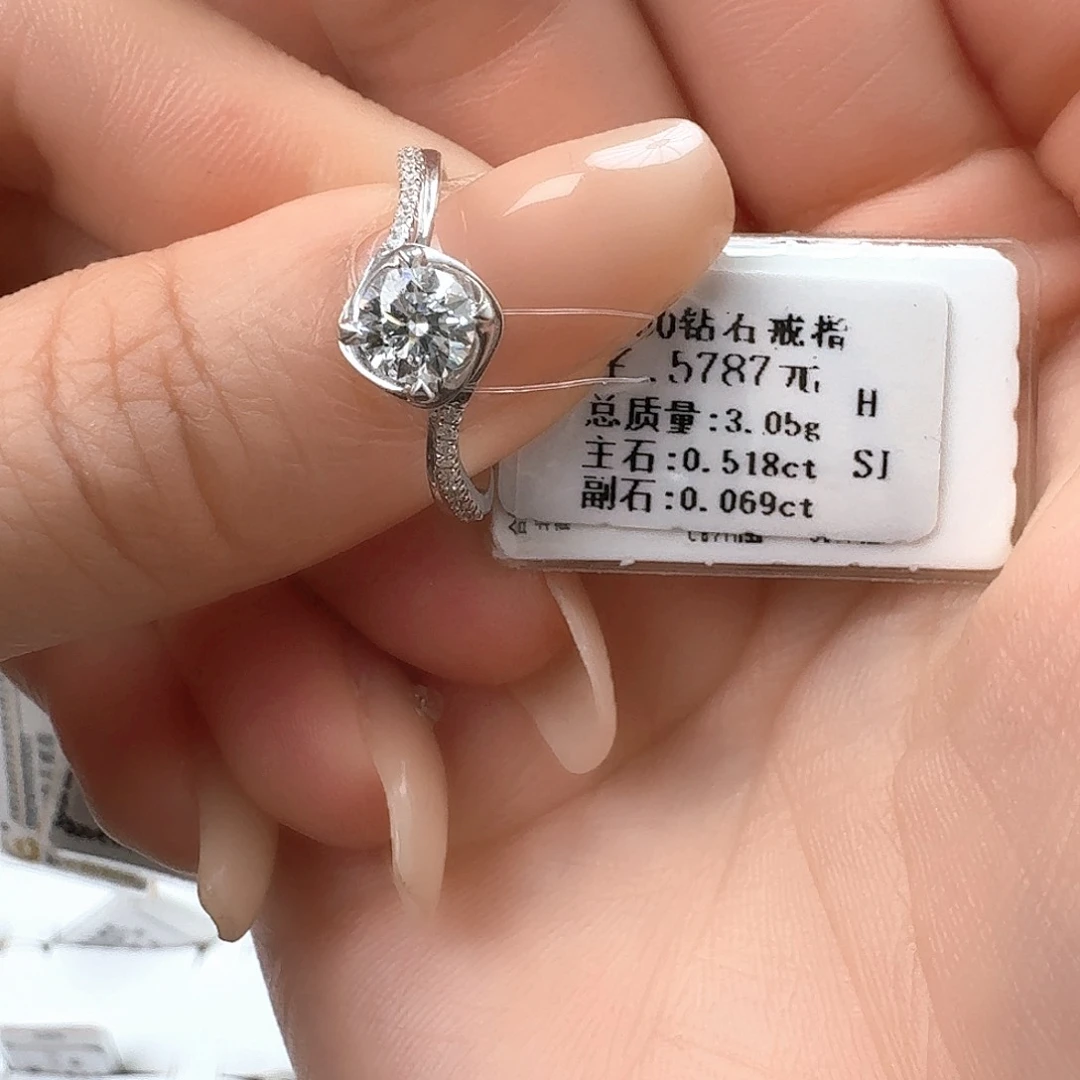 0钻石戒指
.5787元
H
总质量:3.05g
主石:0.518ct SJ
副石:0.069ct